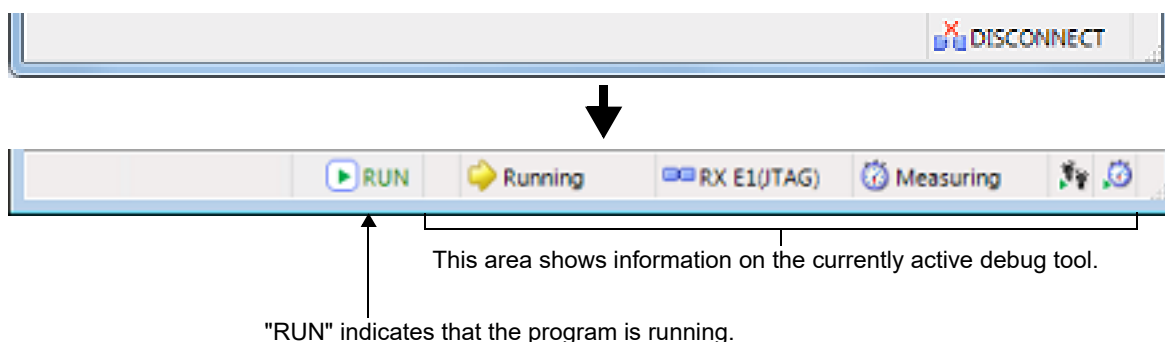 DISCONNECT
RUN Running RX E1(JTAG) Measuring
This area shows information on the currently active debug tool.
"RUN" indicates that the program is running.